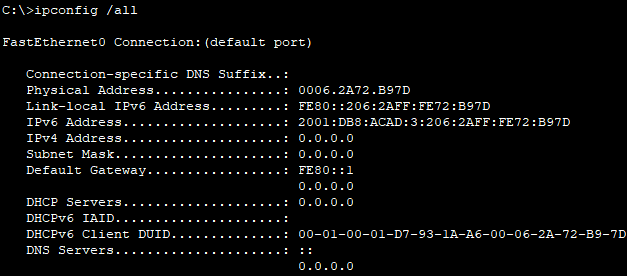 C:\>ipconfig /all
FastEthernet0 Connection:(default port)
Connection-specific DNS Suffix..:
Physical Address................: 0006.2A72.B97D
Link-local IPv6 Address.........: FE80::206:2AFF:FE72:B97D
IPv6 Address....................: 2001:DB8:ACAD:3:206:2AFF:FE72:B97D
IPv4 Address....................: 0.0.0.0
Subnet Mask.....................: 0.0.0.0
Default Gateway.................: FE80::1
0.0.0.0
DHCP Servers....................: 0.0.0.0
DHCPv6 IAID.....................:
DHCPv6 Client DUID..............: 00-01-00-01-D7-93-1A-A6-00-06-2A-72-B9-7D
DNS Servers.....................: ::
0.0.0.0